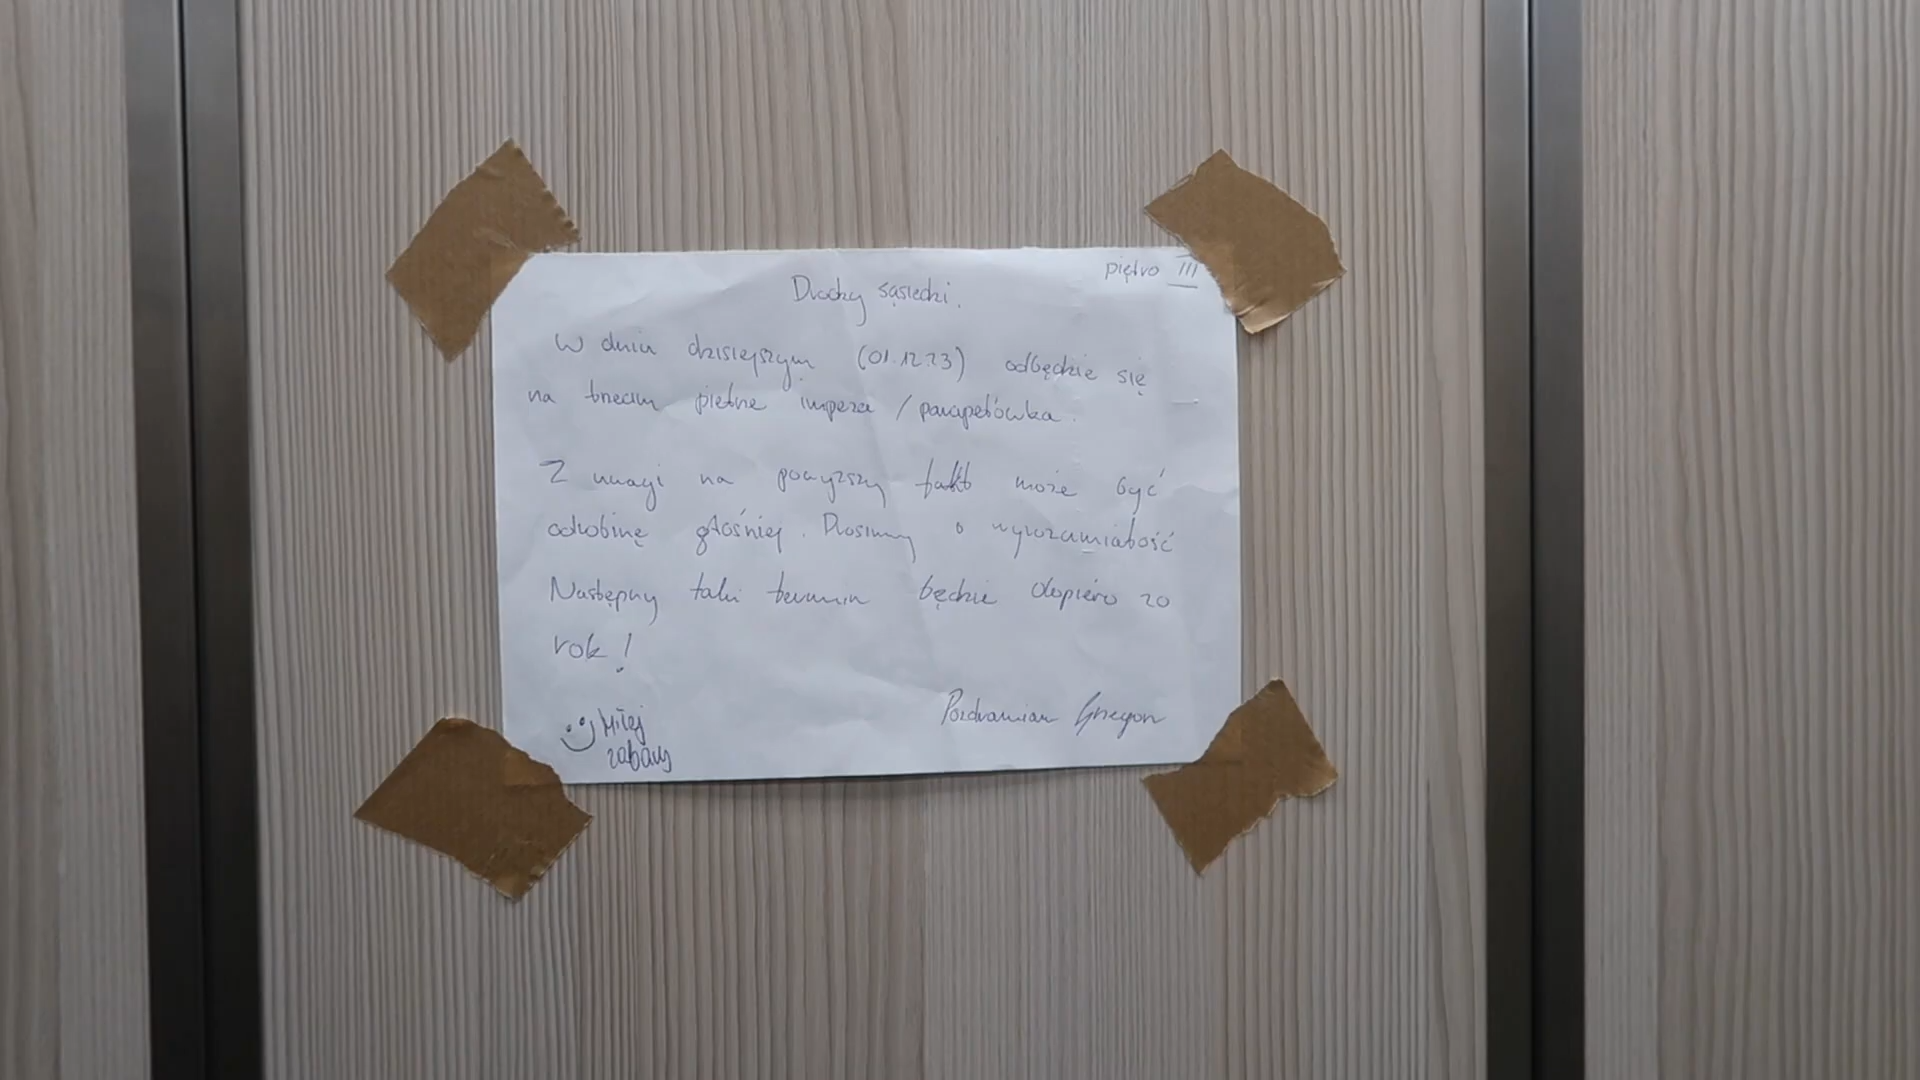 piętro III
Drodzy sąsiedzi.
W dniu dzisiejszym (01.12.23) odbędzie się
na trzecim piętrze impreza / parapetówka.
Z uwagi na powyższy fakt może być
odrobinę głośniej. Prosimy o wyrozumiałość
Następny taki termin będzie dopiero za
rok!
Pozdrawiam Grzegorz
Miłej
zabawy